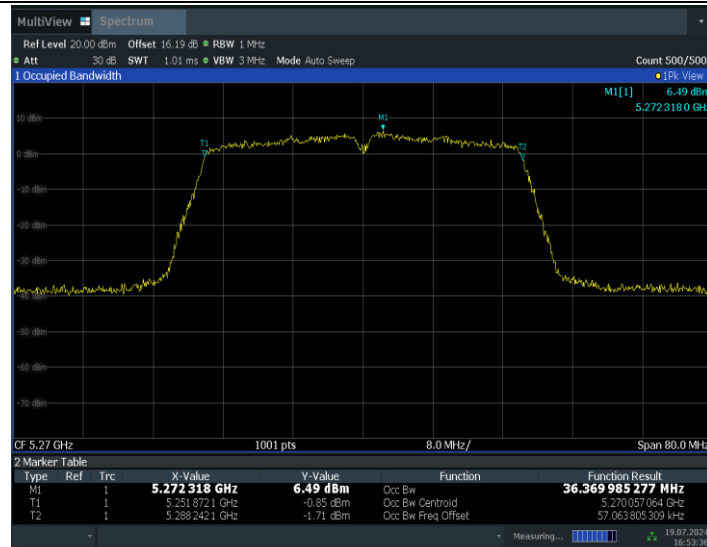 MultiView Spectrum
Ref Level 20.00 dBm Offset 16.19 dB RBW 1 MHz
Att 30 dB SWT 1.01 ms VBW 3 MHz Mode Auto Sweep Count 500/500
1 Occupied Bandwidth 1Pk View
M1[1] 6.49 dBm
5.272 318 0 GHz
10 dBm
M1
T1
T2
0 dBm
-10 dBm
-20 dBm
-30 dBm
-40 dBm
-50 dBm
-60 dBm
-70 dBm
CF 5.27 GHz 1001 pts 8.0 MHz/ Span 80.0 MHz
2 Marker Table
Type Ref Trc X-Value Y-Value Function Function Result
M1 1 5.272 318 GHz 6.49 dBm Occ Bw 36.369 985 277 MHz
T1 1 5.251 872 1 GHz -0.85 dBm Occ Bw Centroid 5.270 057 064 GHz
T2 1 5.288 242 1 GHz -1.71 dBm Occ Bw Freq Offset 57.063 805 309 kHz
Measuring... 19.07.2024
16:53:36